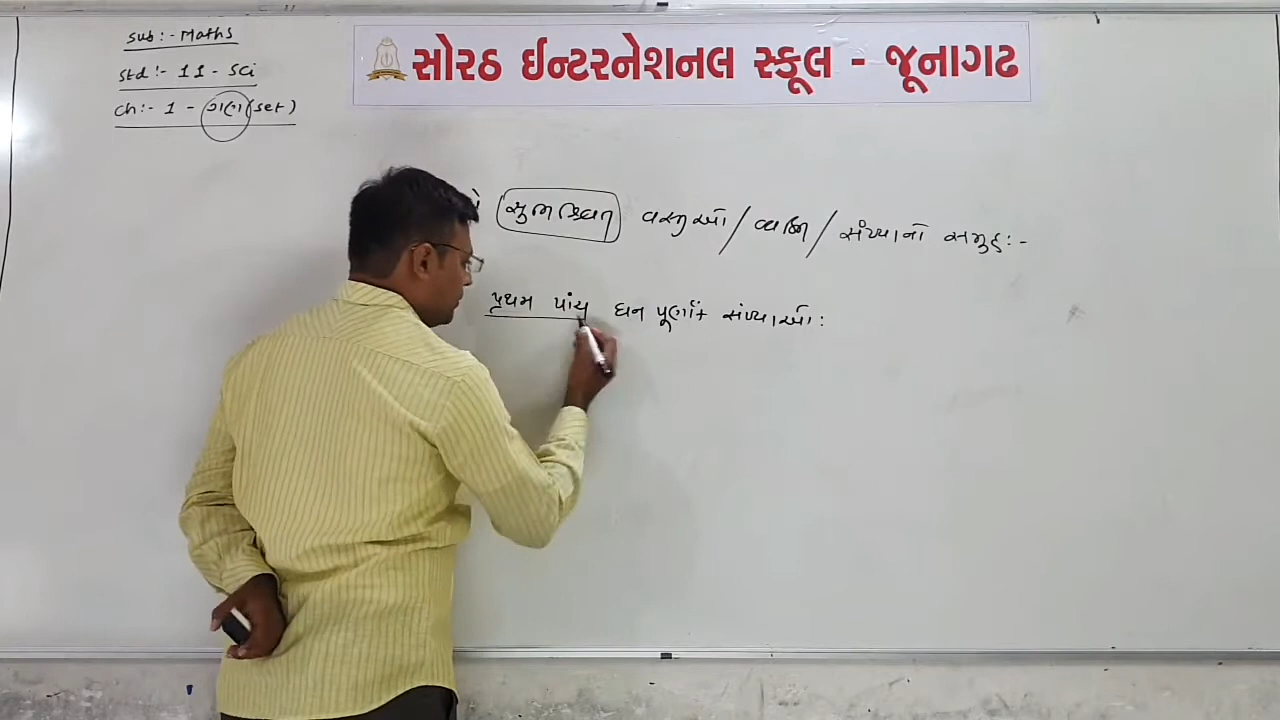 Sub :- Maths
Std :- 11 - Sci
Ch :- 1 - ગણ (set)
સોરઠ ઈન્ટરનેશનલ સ્કૂલ - જૂનાગઢ
વસ્તુઓ / વ્યક્તિ / સંખ્યાનો સમુહ :-
પ્રથમ પાંચ ધન પૂર્ણાંક સંખ્યાઓ :